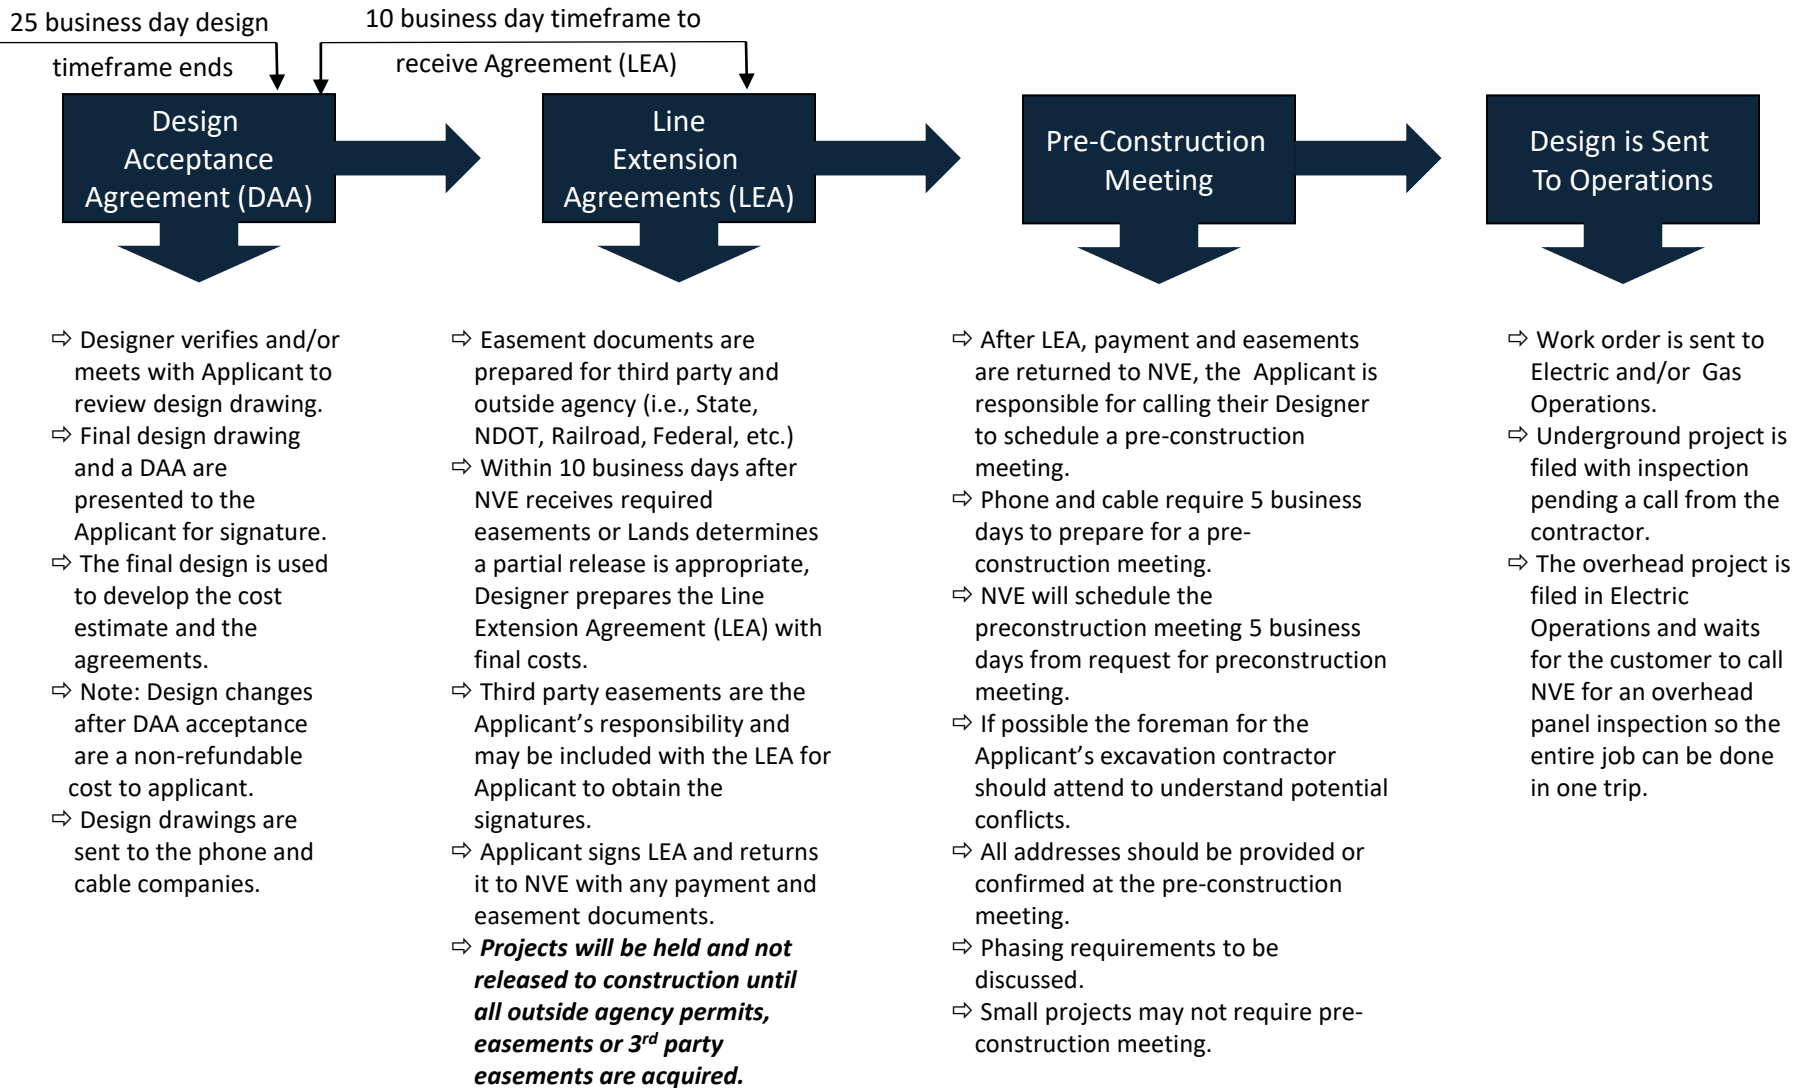 25 business day design
timeframe ends
10 business day timeframe to
receive Agreement (LEA)
Design
Acceptance
Agreement (DAA)
Line
Extension
Agreements (LEA)
Pre-Construction
Meeting
Design is Sent
To Operations
⇨ Designer verifies and/or
meets with Applicant to
review design drawing.
⇨ Final design drawing
and a DAA are
presented to the
Applicant for signature.
⇨ The final design is used
to develop the cost
estimate and the
agreements.
⇨ Note: Design changes
after DAA acceptance
are a non-refundable
cost to applicant.
⇨ Design drawings are
sent to the phone and
cable companies.
⇨ Easement documents are
prepared for third party and
outside agency (i.e., State,
NDOT, Railroad, Federal, etc.)
⇨ Within 10 business days after
NVE receives required
easements or Lands determines
a partial release is appropriate,
Designer prepares the Line
Extension Agreement (LEA) with
final costs.
⇨ Third party easements are the
Applicant’s responsibility and
may be included with the LEA for
Applicant to obtain the
signatures.
⇨ Applicant signs LEA and returns
it to NVE with any payment and
easement documents.
⇨ Projects will be held and not
released to construction until
all outside agency permits,
easements or 3rd party
easements are acquired.
⇨ After LEA, payment and easements
are returned to NVE, the Applicant is
responsible for calling their Designer
to schedule a pre-construction
meeting.
⇨ Phone and cable require 5 business
days to prepare for a pre-
construction meeting.
⇨ NVE will schedule the
preconstruction meeting 5 business
days from request for preconstruction
meeting.
⇨ If possible the foreman for the
Applicant’s excavation contractor
should attend to understand potential
conflicts.
⇨ All addresses should be provided or
confirmed at the pre-construction
meeting.
⇨ Phasing requirements to be
discussed.
⇨ Small projects may not require pre-
construction meeting.
⇨ Work order is sent to
Electric and/or Gas
Operations.
⇨ Underground project is
filed with inspection
pending a call from the
contractor.
⇨ The overhead project is
filed in Electric
Operations and waits
for the customer to call
NVE for an overhead
panel inspection so the
entire job can be done
in one trip.